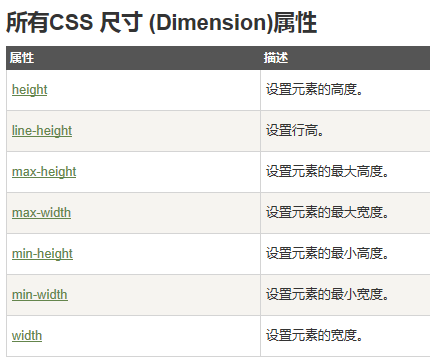 所有CSS 尺寸 (Dimension)属性
属性 描述
height 设置元素的高度。
line-height 设置行高。
max-height 设置元素的最大高度。
max-width 设置元素的最大宽度。
min-height 设置元素的最小高度。
min-width 设置元素的最小宽度。
width 设置元素的宽度。